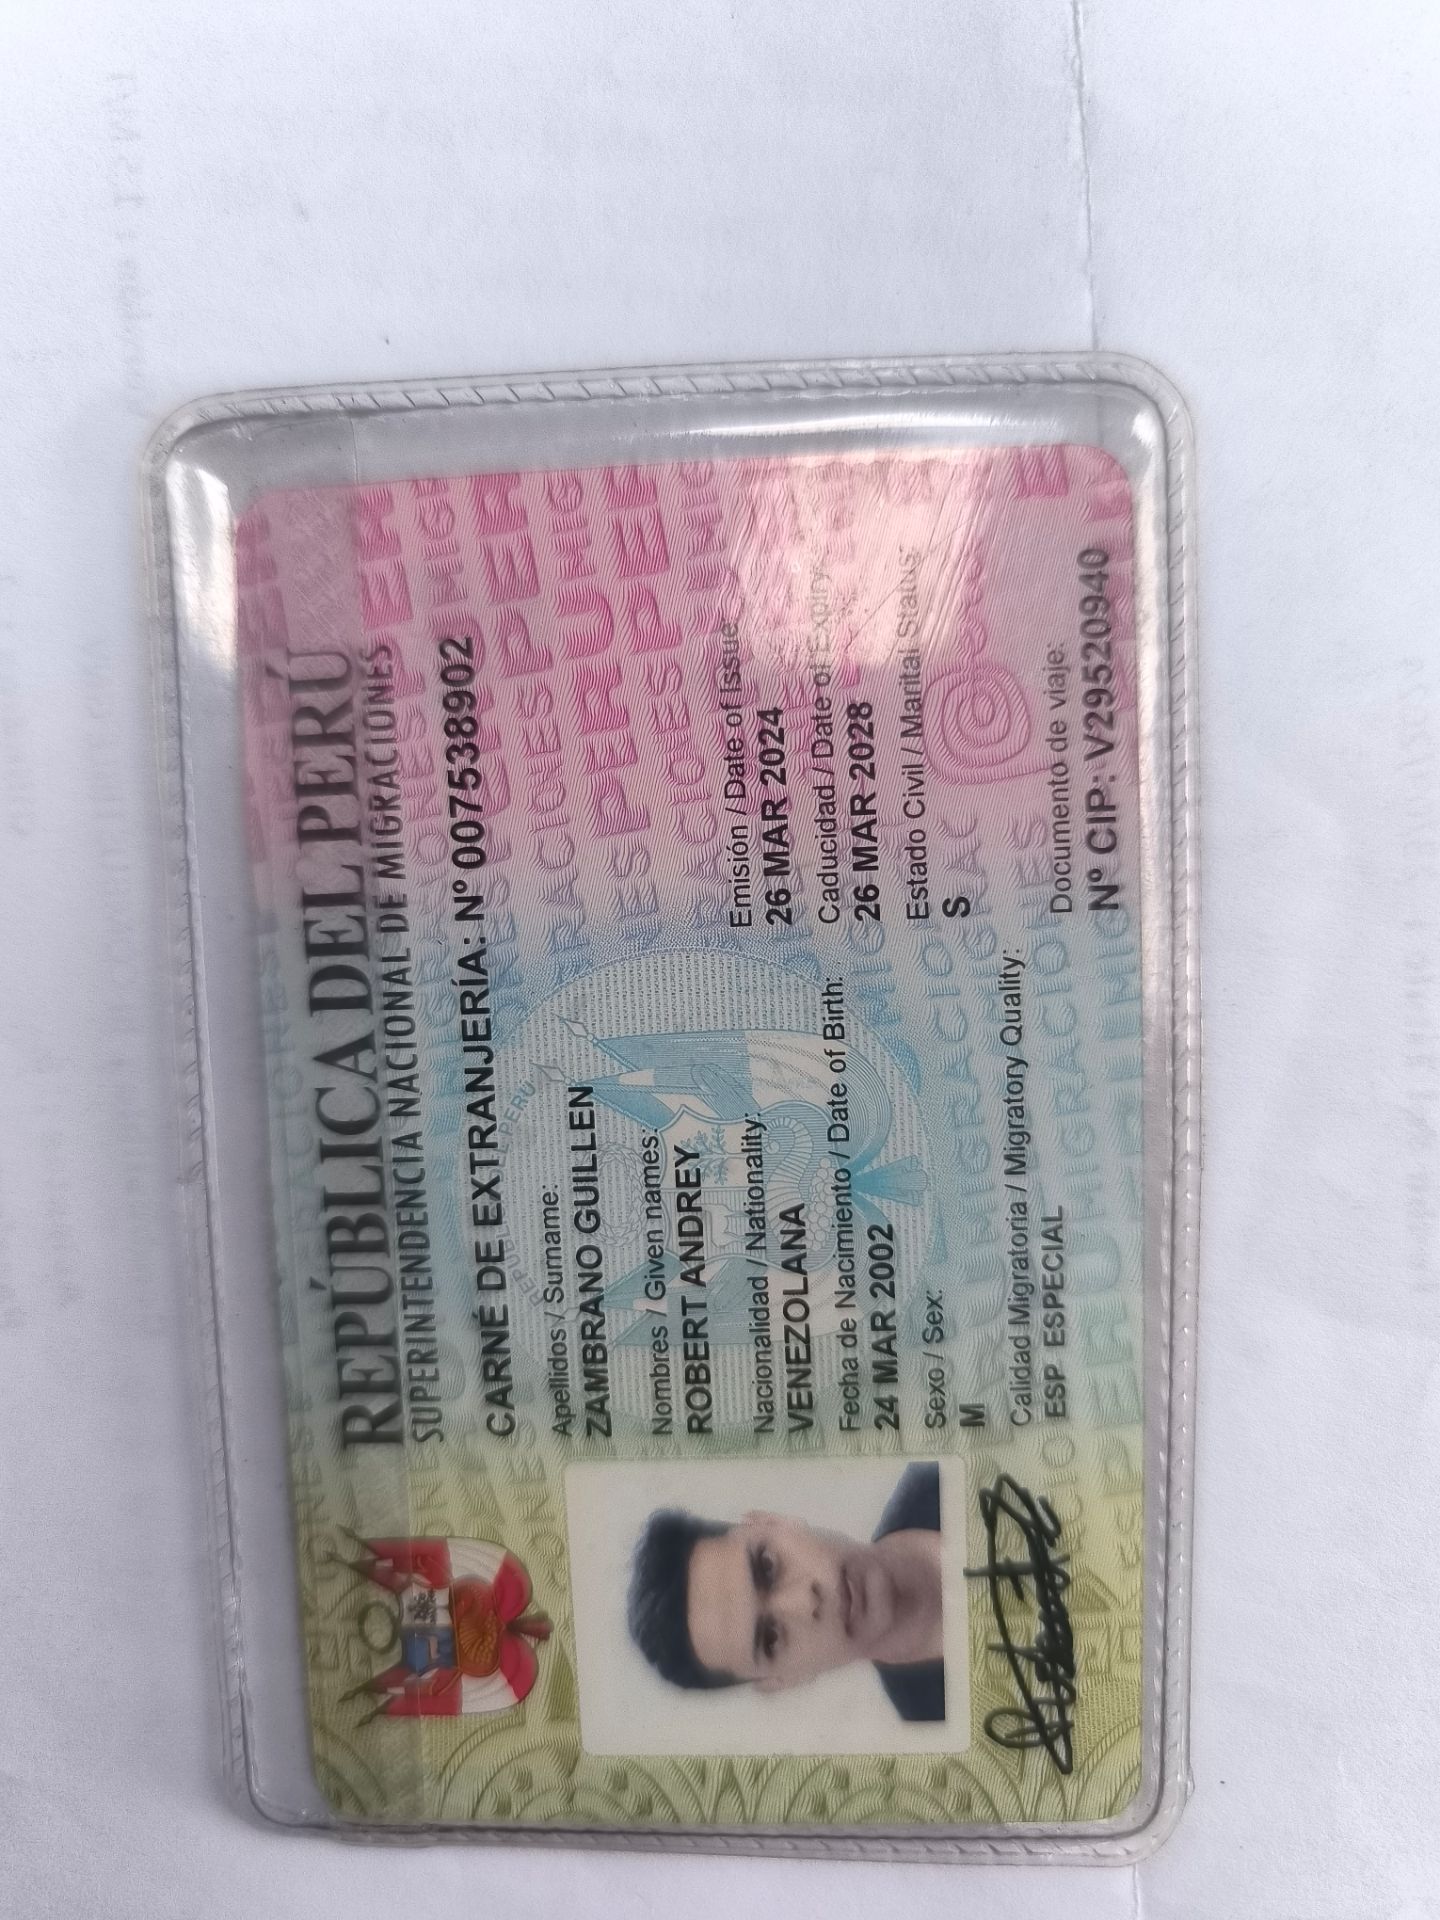 REPÚBLICA DEL PERÚ
SUPERINTENDENCIA NACIONAL DE MIGRACIONES
CARNÉ DE EXTRANJERÍA: Nº 007538902
Apellidos / Surname:
ZAMBRANO GUILLEN
Nombres / Given names:
ROBERT ANDREY
Nacionalidad / Nationality:
VENEZOLANA
Fecha de Nacimiento / Date of Birth:
24 MAR 2002
Sexo / Sex:
M
Calidad Migratoria / Migratory Quality:
ESP ESPECIAL
Emisión / Date of Issue:
26 MAR 2024
Caducidad / Date of Expiry:
26 MAR 2028
Estado Civil / Marital Status:
S
Documento de viaje:
Nº CIP: V29520940